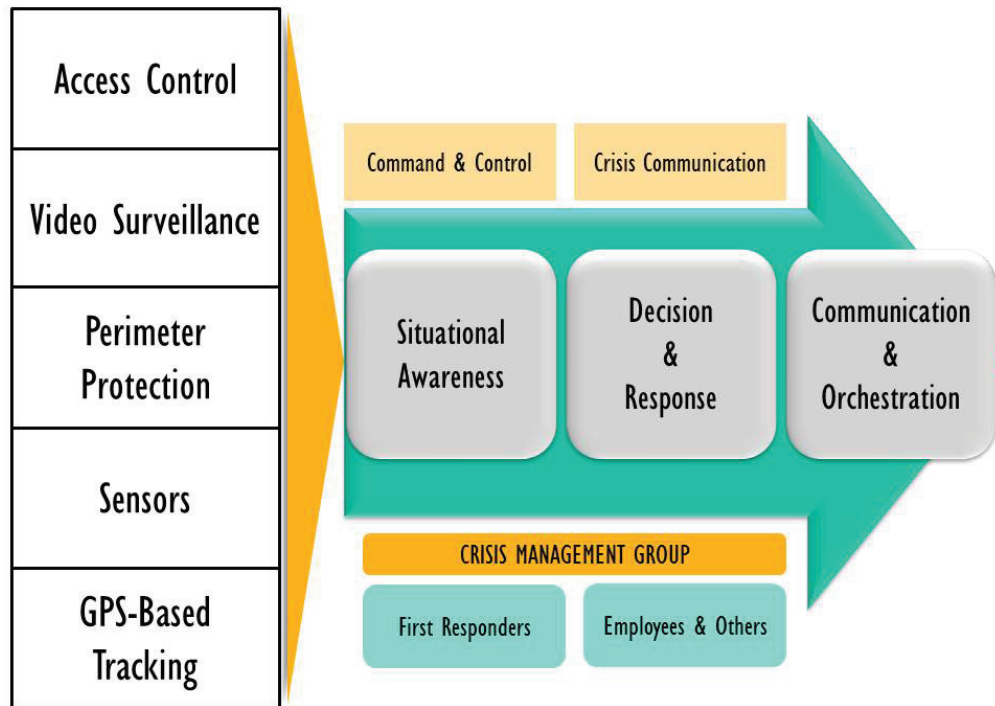 Access Control
Video Surveillance
Perimeter
Protection
Sensors
GPS-Based
Tracking
Command & Control
Crisis Communication
Situational
Awareness
Decision
&
Response
Communication
&
Orchestration
CRISIS MANAGEMENT GROUP
First Responders
Employees & Others